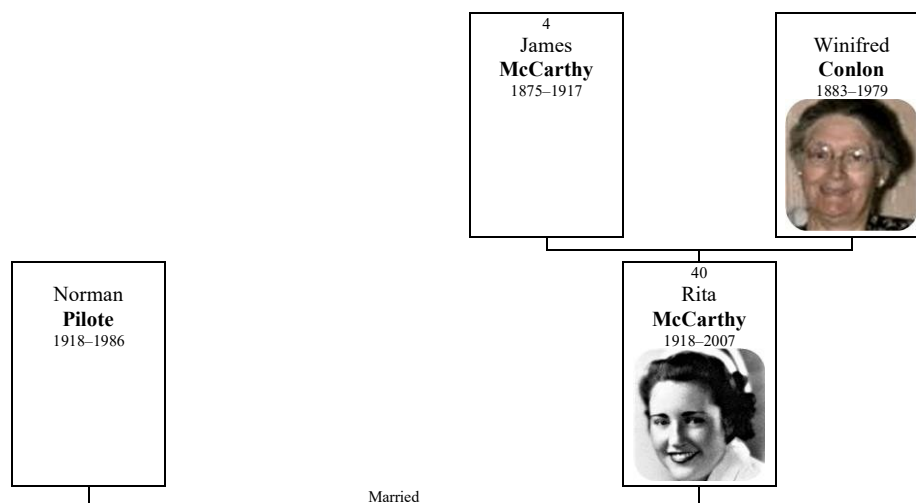 4
James
McCarthy
1875–1917
Winifred
Conlon
1883–1979
Norman
Pilote
1918–1986
40
Rita
McCarthy
1918–2007
Married